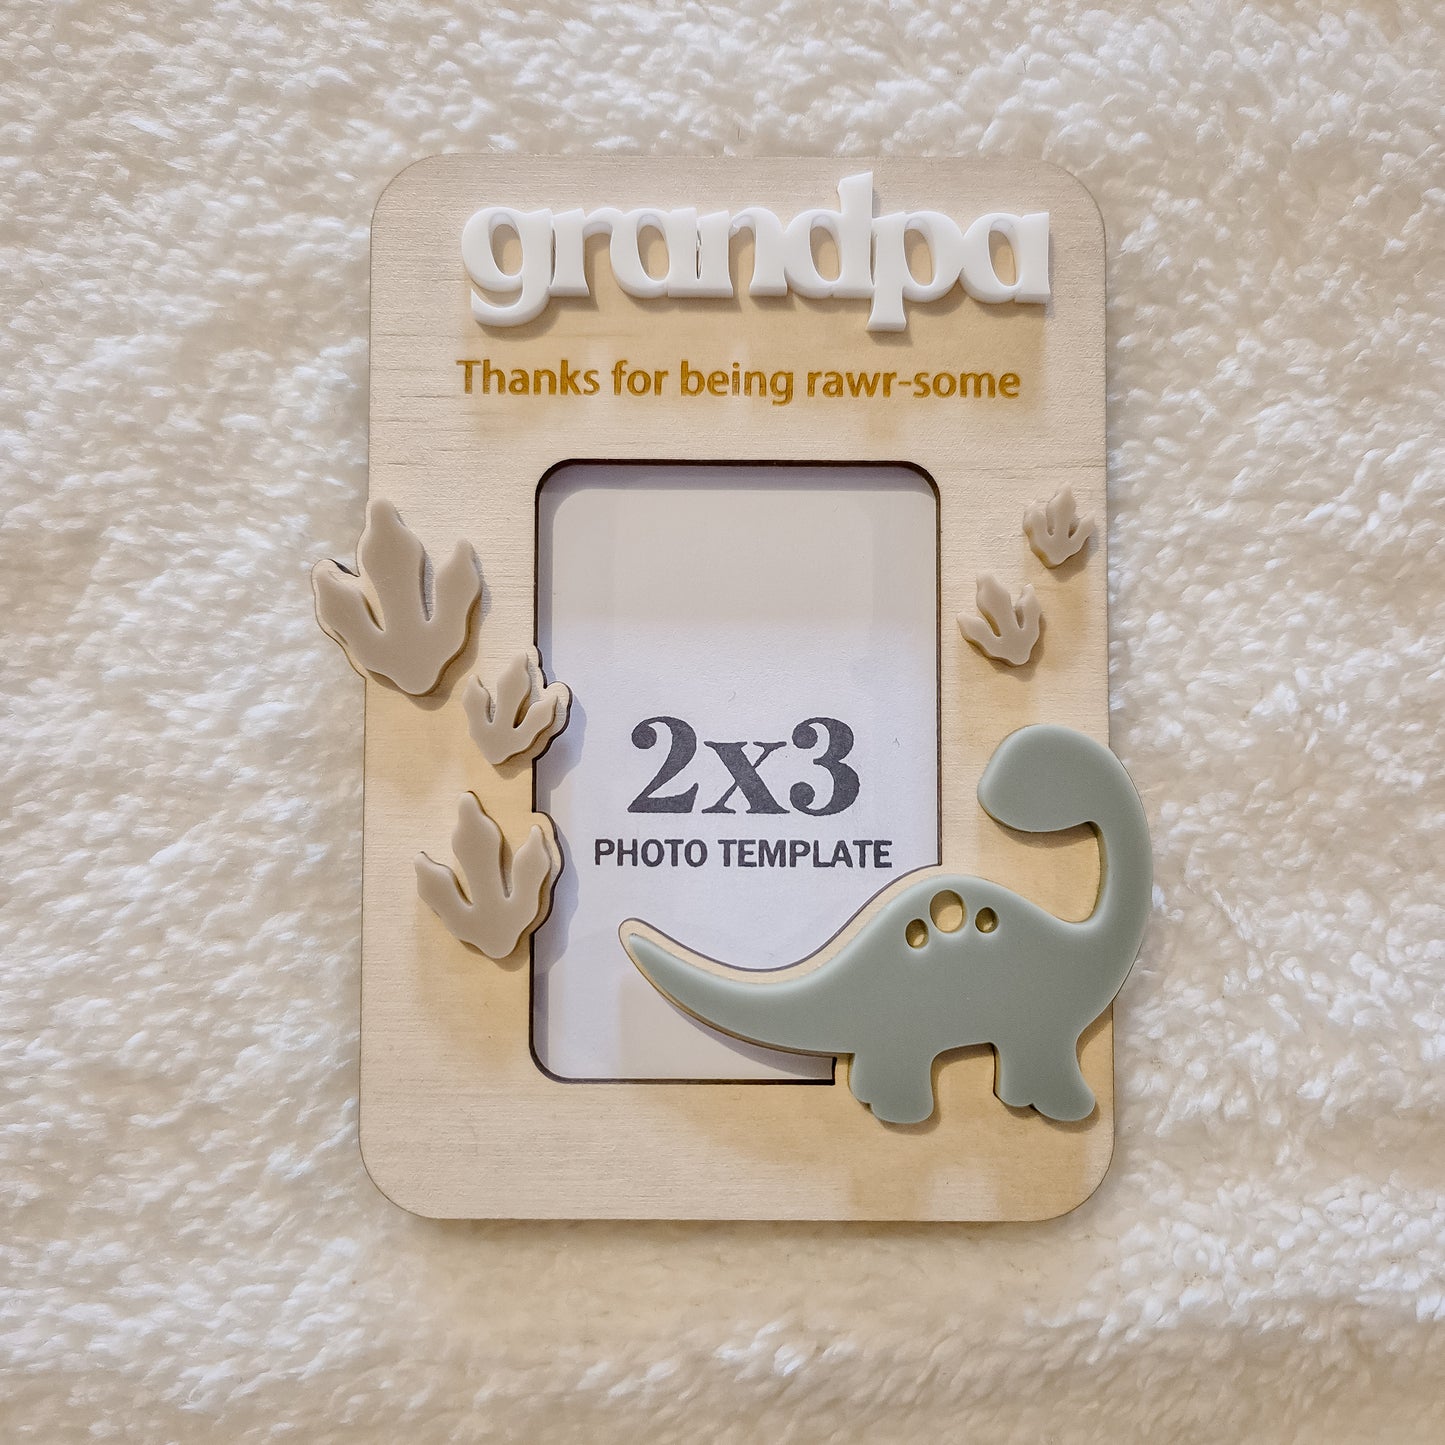 grandpa
Thanks for being rawr-some
2x3
PHOTO TEMPLATE